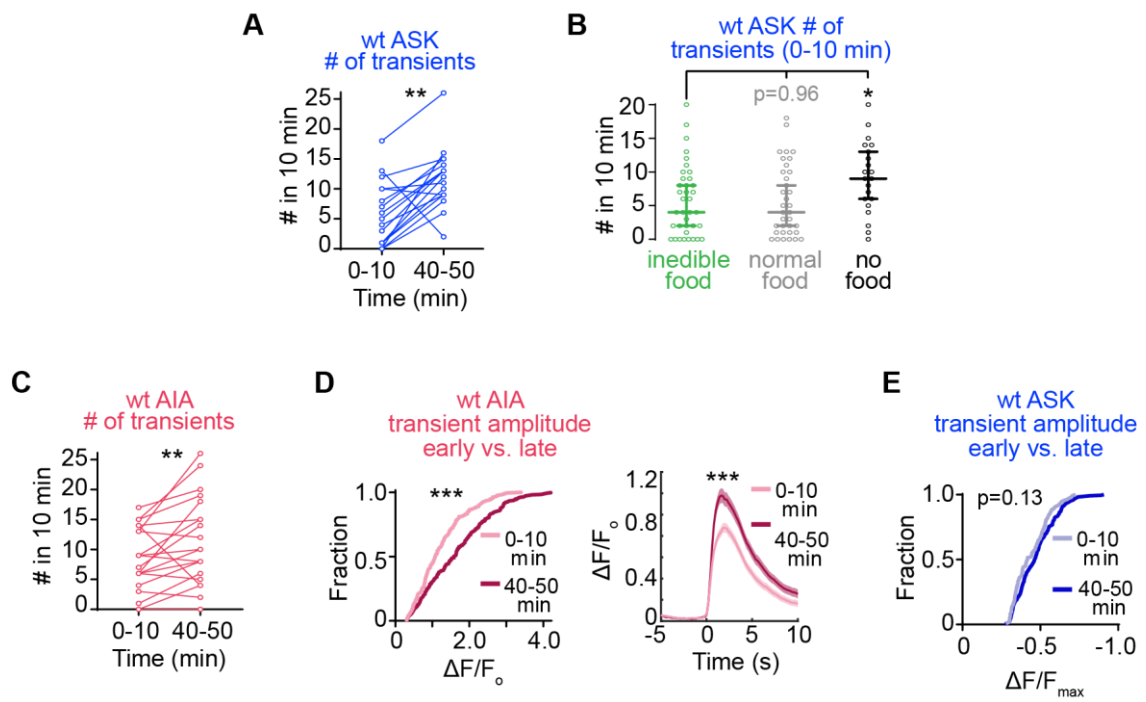 A
wt ASK
# of transients
**
# in 10 min
25
20
15
10
5
0
0-10
40-50
Time (min)
B
wt ASK # of
transients (0-10 min)
p=0.96
*
# in 10 min
20
15
10
5
0
inedible
food
normal
food
no
food
C
wt AIA
# of transients
**
# in 10 min
25
20
15
10
5
0
0-10
40-50
Time (min)
D
wt AIA
transient amplitude
early vs. late
***
Fraction
1.0
0.5
0
0-10
min
40-50
min
0
2.0
4.0
ΔF/Fo
***
ΔF/Fo
1.2
0.8
0.4
0
0-10
min
40-50
min
-5
0
5
10
Time (s)
E
wt ASK
transient amplitude
early vs. late
p=0.13
Fraction
1.0
0.5
0
0-10
min
40-50
min
0
-0.5
-1.0
ΔF/Fmax